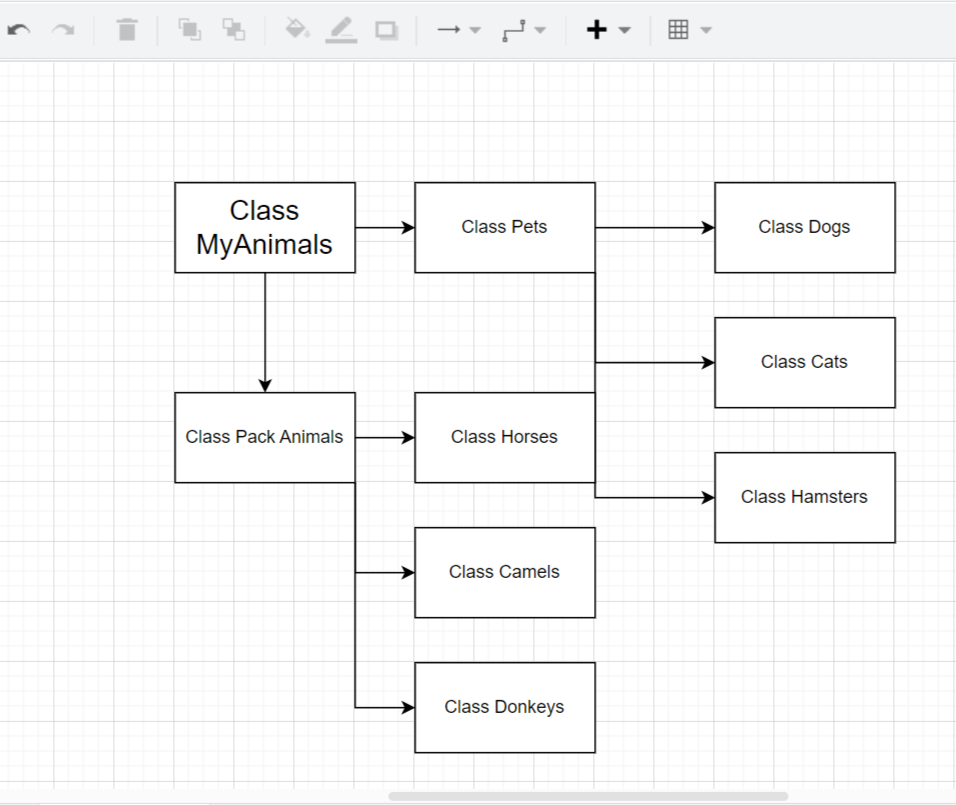 Class
MyAnimals
Class Pets
Class Dogs
Class Cats
Class Pack Animals
Class Horses
Class Hamsters
Class Camels
Class Donkeys